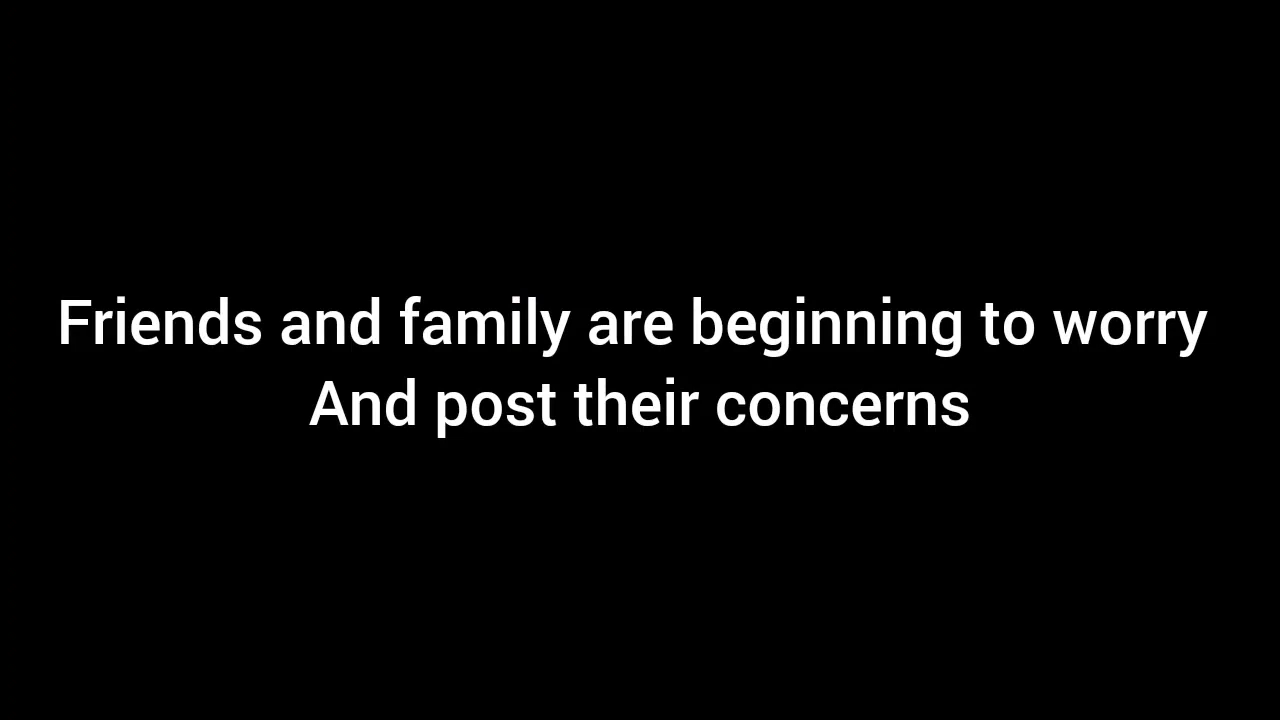 Friends and family are beginning to worry
And post their concerns